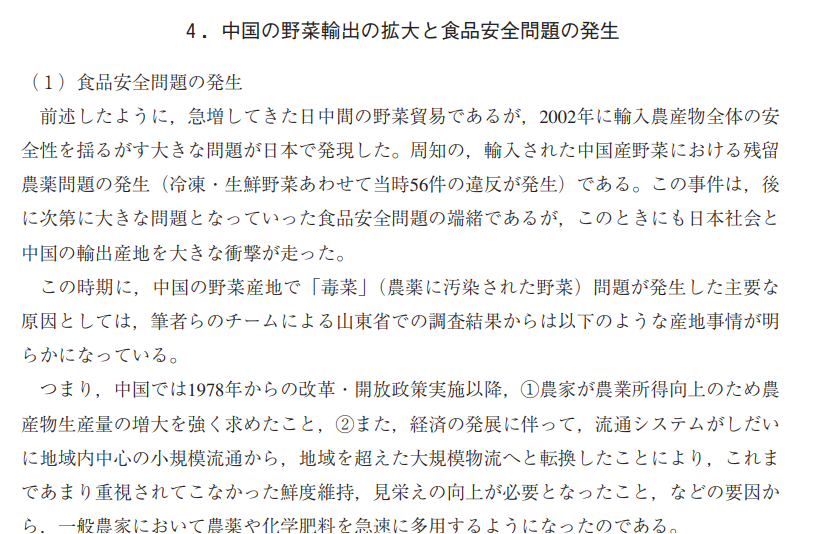 4．中国の野菜輸出の拡大と食品安全問題の発生
（１）食品安全問題の発生
　前述したように，急増してきた日中間の野菜貿易であるが，2002年に輸入農産物全体の安
全性を揺るがす大きな問題が日本で発現した。周知の，輸入された中国産野菜における残留
農薬問題の発生（冷凍・生鮮野菜あわせて当時56件の違反が発生）である。この事件は，後
に次第に大きな問題となっていった食品安全問題の端緒であるが，このときにも日本社会と
中国の輸出産地を大きな衝撃が走った。
　この時期に，中国の野菜産地で「毒菜」（農薬に汚染された野菜）問題が発生した主要な
原因としては，筆者らのチームによる山東省での調査結果からは以下のような産地事情が明
らかになっている。
　つまり，中国では1978年からの改革・開放政策実施以降，①農家が農業所得向上のため農
産物生産量の増大を強く求めたこと，②また，経済の発展に伴って，流通システムがしだい
に地域内中心の小規模流通から，地域を超えた大規模物流へと転換したことにより，これま
であまり重視されてこなかった鮮度維持，見栄えの向上が必要となったこと，などの要因か
ら，一般農家において農薬や化学肥料を急速に多用するようになったのである。